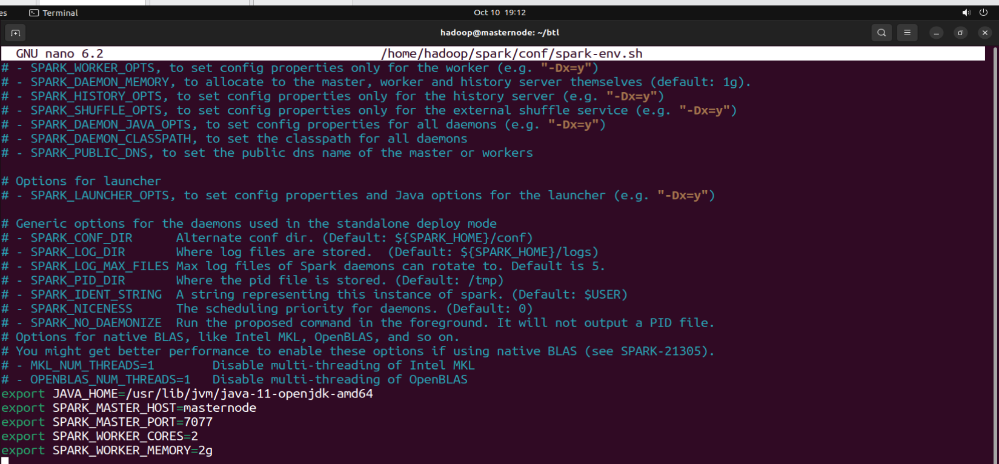 es Terminal Oct 10 19:12
hadoop@masternode: ~/btl
GNU nano 6.2 /home/hadoop/spark/conf/spark-env.sh
# - SPARK_WORKER_OPTS, to set config properties only for the worker (e.g. "-Dx=y")
# - SPARK_DAEMON_MEMORY, to allocate to the master, worker and history server themselves (default: 1g).
# - SPARK_HISTORY_OPTS, to set config properties only for the history server (e.g. "-Dx=y")
# - SPARK_SHUFFLE_OPTS, to set config properties only for the external shuffle service (e.g. "-Dx=y")
# - SPARK_DAEMON_JAVA_OPTS, to set config properties for all daemons (e.g. "-Dx=y")
# - SPARK_DAEMON_CLASSPATH, to set the classpath for all daemons
# - SPARK_PUBLIC_DNS, to set the public dns name of the master or workers
# Options for launcher
# - SPARK_LAUNCHER_OPTS, to set config properties and Java options for the launcher (e.g. "-Dx=y")
# Generic options for the daemons used in the standalone deploy mode
# - SPARK_CONF_DIR      Alternate conf dir. (Default: ${SPARK_HOME}/conf)
# - SPARK_LOG_DIR       Where log files are stored.  (Default: ${SPARK_HOME}/logs)
# - SPARK_LOG_MAX_FILES Max log files of Spark daemons can rotate to. Default is 5.
# - SPARK_PID_DIR       Where the pid file is stored. (Default: /tmp)
# - SPARK_IDENT_STRING  A string representing this instance of spark. (Default: $USER)
# - SPARK_NICENESS      The scheduling priority for daemons. (Default: 0)
# - SPARK_NO_DAEMONIZE  Run the proposed command in the foreground. It will not output a PID file.
# Options for native BLAS, like Intel MKL, OpenBLAS, and so on.
# You might get better performance to enable these options if using native BLAS (see SPARK-21305).
# - MKL_NUM_THREADS=1        Disable multi-threading of Intel MKL
# - OPENBLAS_NUM_THREADS=1   Disable multi-threading of OpenBLAS
export JAVA_HOME=/usr/lib/jvm/java-11-openjdk-amd64
export SPARK_MASTER_HOST=masternode
export SPARK_MASTER_PORT=7077
export SPARK_WORKER_CORES=2
export SPARK_WORKER_MEMORY=2g